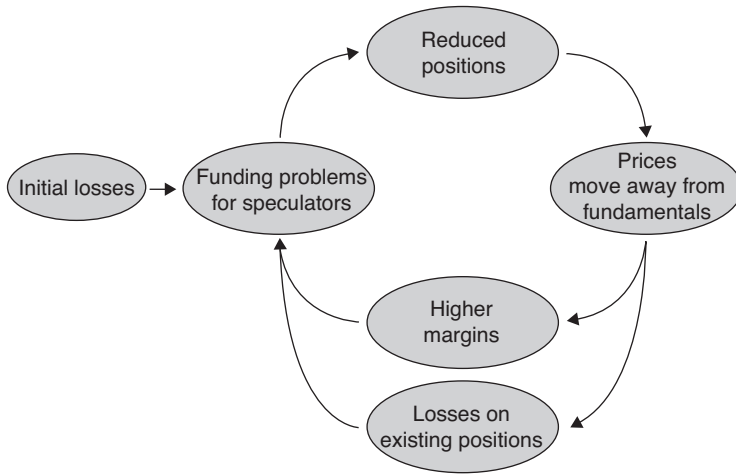 Reduced
positions
Initial losses
Funding problems
for speculators
Prices
move away from
fundamentals
Higher
margins
Losses on
existing positions